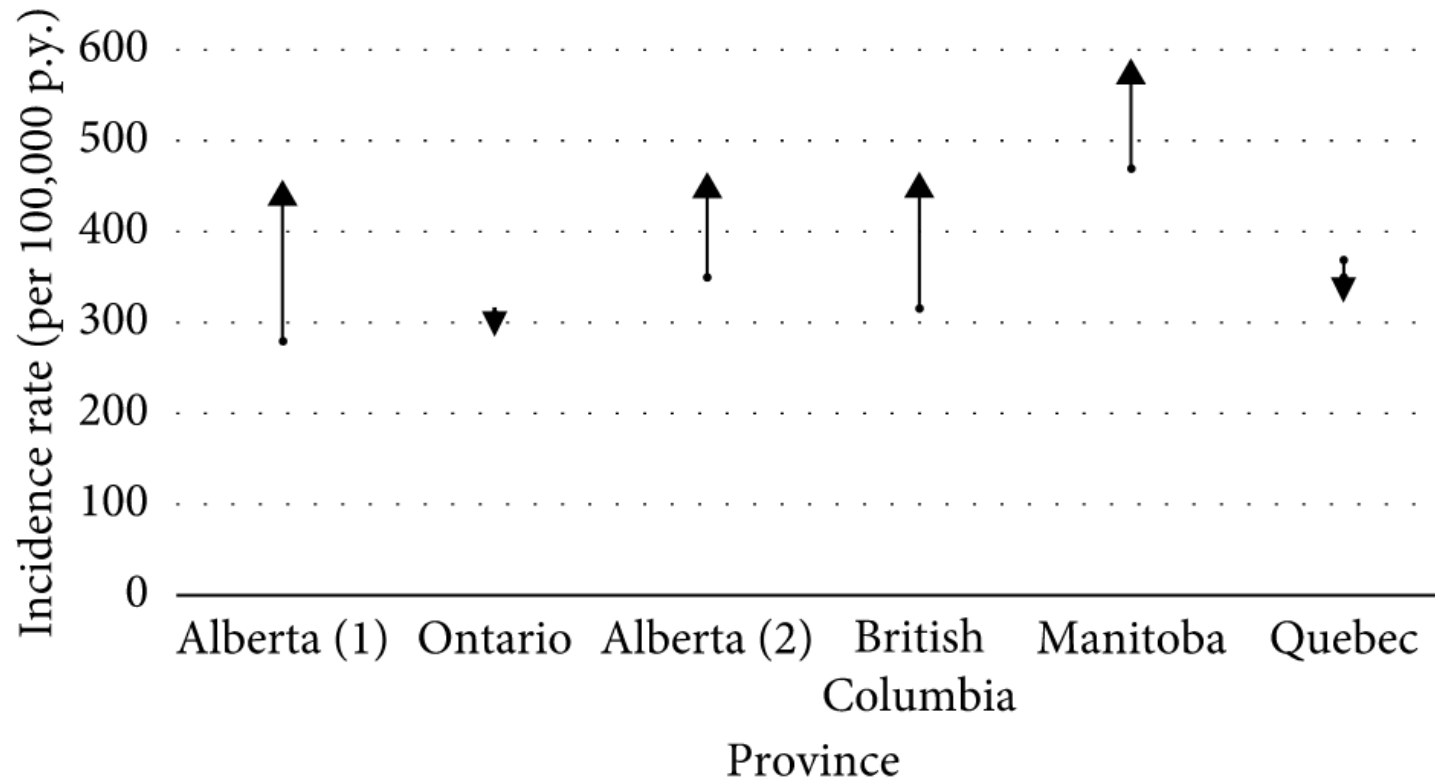 Incidence rate (per 100,000 p.y.)
600
500
400
300
200
100
0
Alberta (1) Ontario Alberta (2) British Columbia Manitoba Quebec
Province